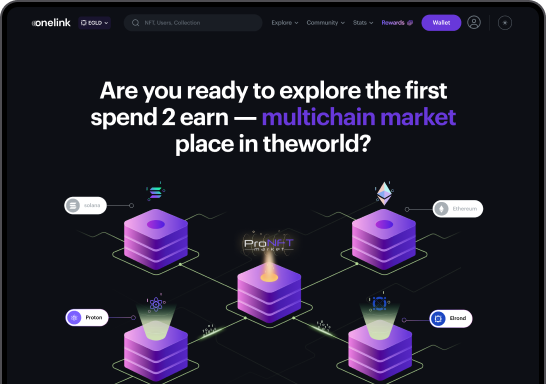 onelink
EGLD
NFT, Users, Collection
Explore
Community
Stats
Rewards
Wallet
Are you ready to explore the first
spend 2 earn — multichain market
place in theworld?
solana
Ethereum
ProNFT
market
Proton
Elrond